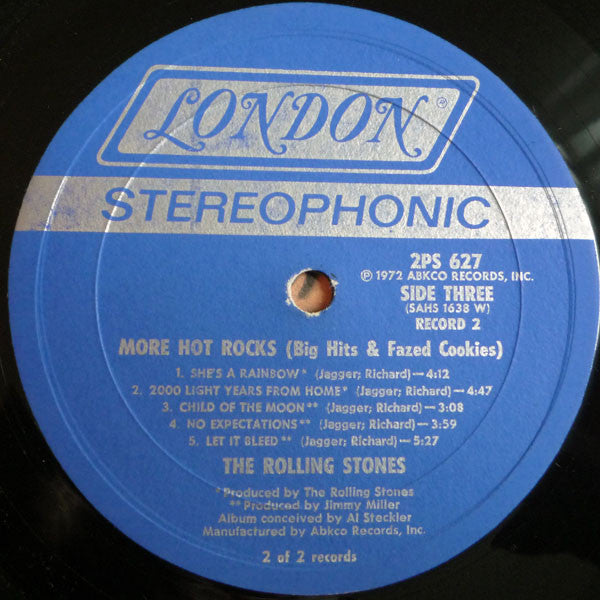 LONDON®
STEREOPHONIC
2PS 627
℗ 1972 ABKCO RECORDS, INC.
SIDE THREE
(SAHS 1638 W)
RECORD 2
MORE HOT ROCKS (Big Hits & Fazed Cookies)
1. SHE'S A RAINBOW* (Jagger; Richard)—4:12
2. 2000 LIGHT YEARS FROM HOME* (Jagger; Richard)—4:47
3. CHILD OF THE MOON** (Jagger; Richard)—3:08
4. NO EXPECTATIONS** (Jagger; Richard)—3:59
5. LET IT BLEED** (Jagger; Richard)—5:27
THE ROLLING STONES
*Produced by The Rolling Stones
**Produced by Jimmy Miller
Album conceived by Al Steckler
Manufactured by Abkco Records, Inc.
2 of 2 records